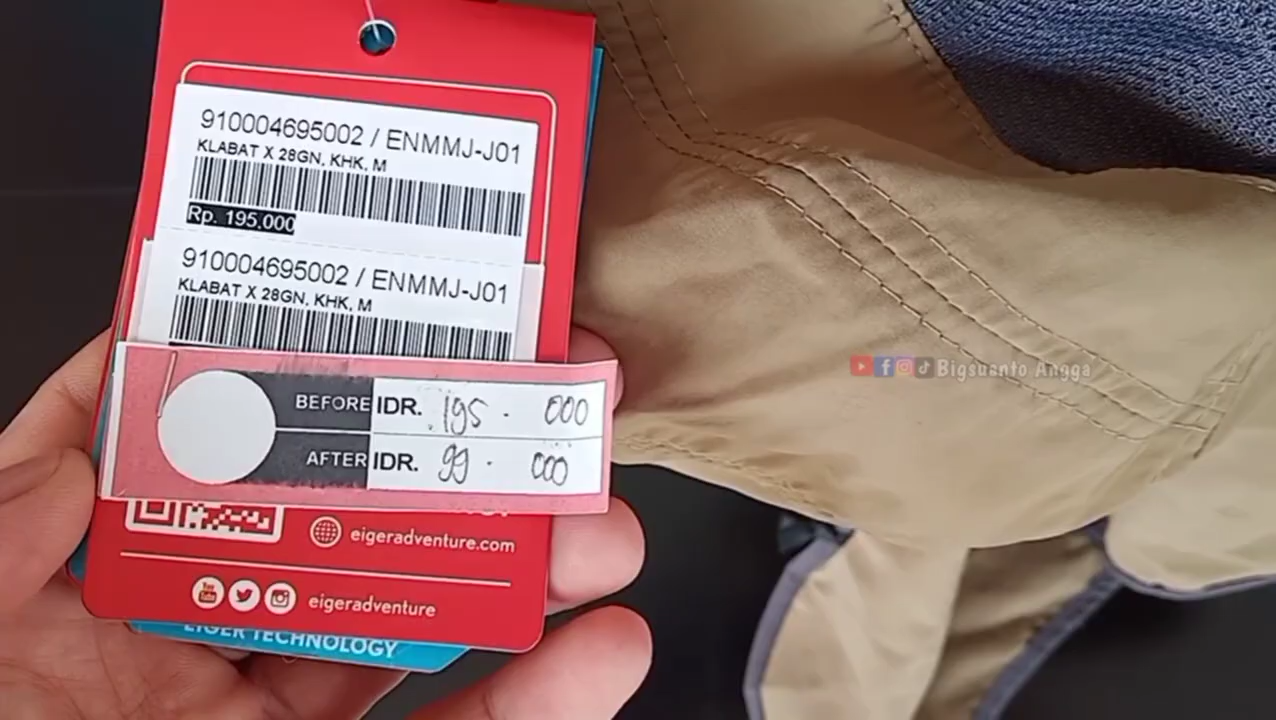 910004695002 / ENMMJ-J01
KLABAT X 28GN, KHK, M
Rp. 195.000
910004695002 / ENMMJ-J01
KLABAT X 28GN, KHK, M
BEFORE IDR. 195 - 000
AFTER IDR. 99 - 000
eigeradventure.com
eigeradventure
EIGER TECHNOLOGY
Bigsuanto Angga